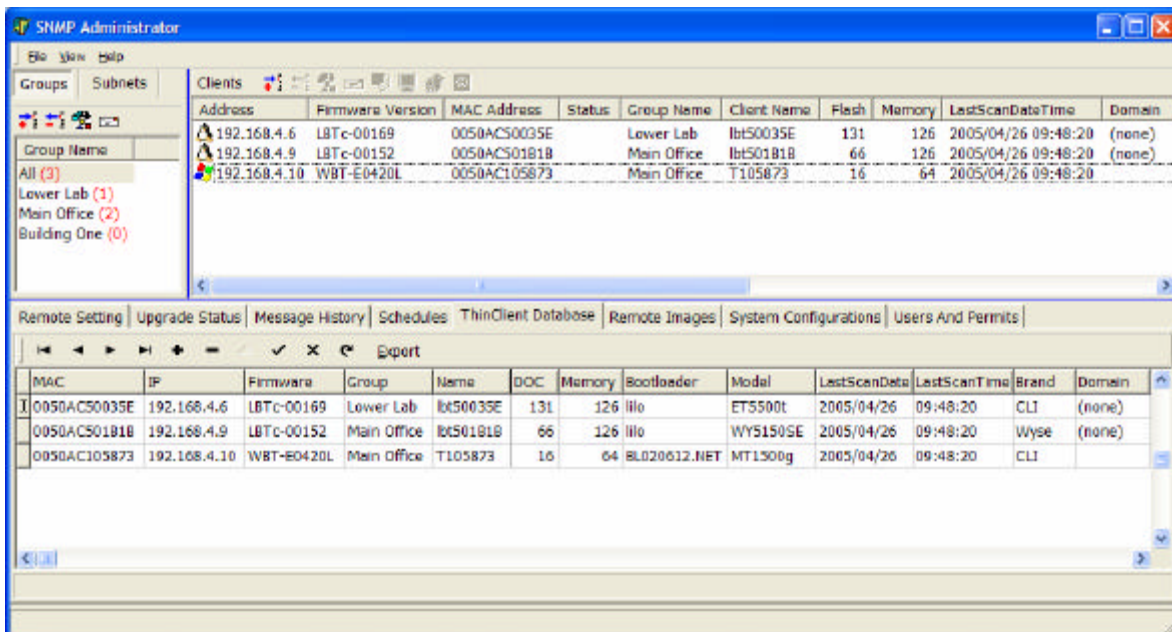 SNMP Administrator
File View Help
Groups Subnets
Group Name
All (3)
Lower Lab (1)
Main Office (2)
Building One (0)
Clients
Address Firmware Version MAC Address Status Group Name Client Name Flash Memory LastScanDateTime Domain
192.168.4.6 LBTc-00169 0050AC50035E Lower Lab lbt50035E 131 126 2005/04/26 09:48:20 (none)
192.168.4.9 LBTc-00152 0050AC501B1B Main Office lbt501B1B 66 126 2005/04/26 09:48:20 (none)
192.168.4.10 WBT-E0420L 0050AC105873 Main Office T105873 16 64 2005/04/26 09:48:20
Remote Setting Upgrade Status Message History Schedules ThinClient Database Remote Images System Configurations Users And Permits
Export
MAC IP Firmware Group Name DOC Memory Bootloader Model LastScanDate LastScanTime Brand Domain
0050AC50035E 192.168.4.6 LBTc-00169 Lower Lab lbt50035E 131 126 lilo ET5500t 2005/04/26 09:48:20 CLI (none)
0050AC501B1B 192.168.4.9 LBTc-00152 Main Office lbt501B1B 66 126 lilo WY5150SE 2005/04/26 09:48:20 Wyse (none)
0050AC105873 192.168.4.10 WBT-E0420L Main Office T105873 16 64 BL020612.NET MT1500g 2005/04/26 09:48:20 CLI